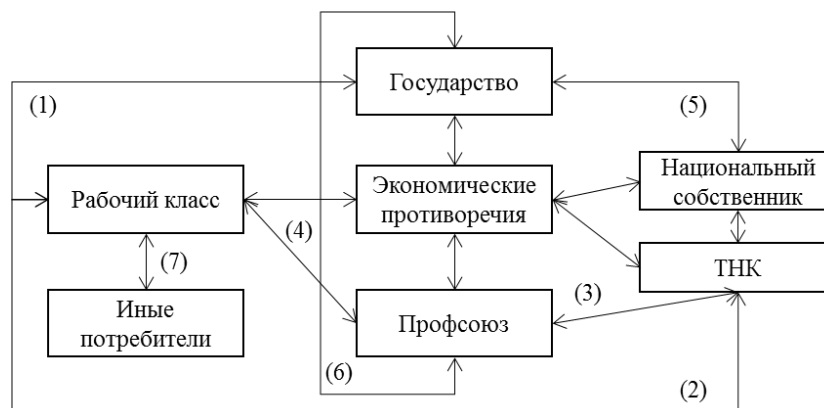 Государство
(1)
(5)
Рабочий класс
Экономические
противоречия
Национальный
собственник
(4)
(7)
ТНК
Иные
потребители
Профсоюз
(3)
(6)
(2)